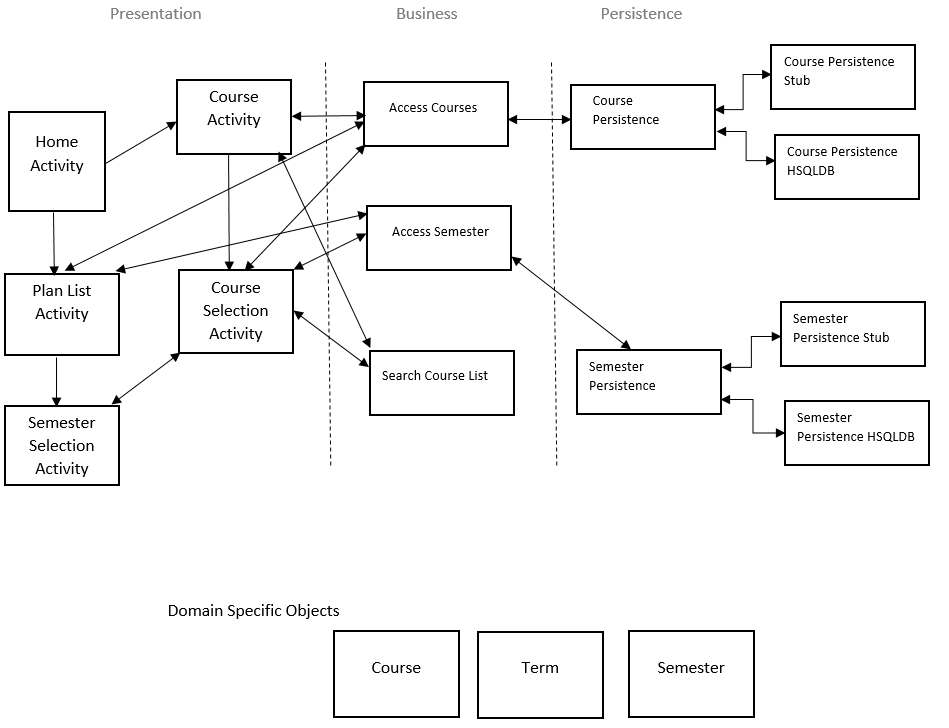 Presentation
Business
Persistence
Home
Activity
Course
Activity
Access Courses
Course
Persistence
Course Persistence
Stub
Course Persistence
HSQLDB
Access Semester
Plan List
Activity
Course
Selection
Activity
Search Course List
Semester
Persistence
Semester
Persistence Stub
Semester
Persistence HSQLDB
Semester
Selection
Activity
Domain Specific Objects
Course
Term
Semester